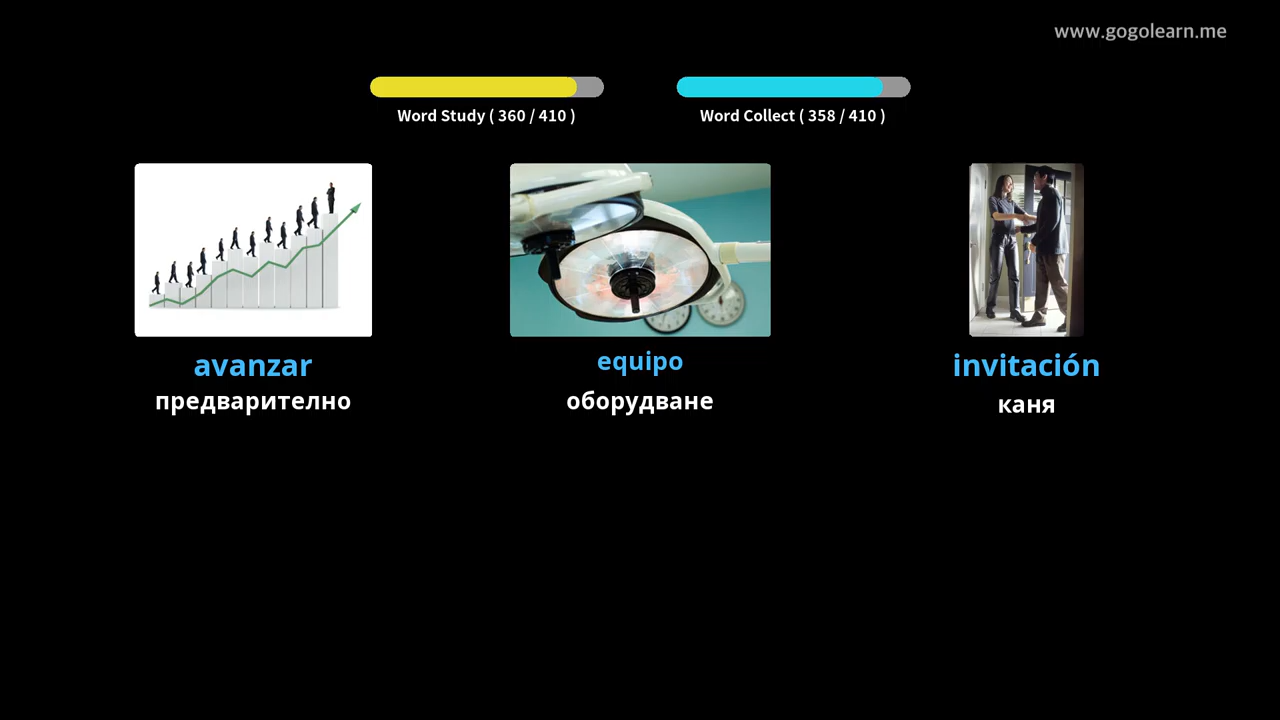 www.gogolearn.me
Word Study ( 360 / 410 )
Word Collect ( 358 / 410 )
avanzar
предварително
equipo
оборудване
invitación
каня